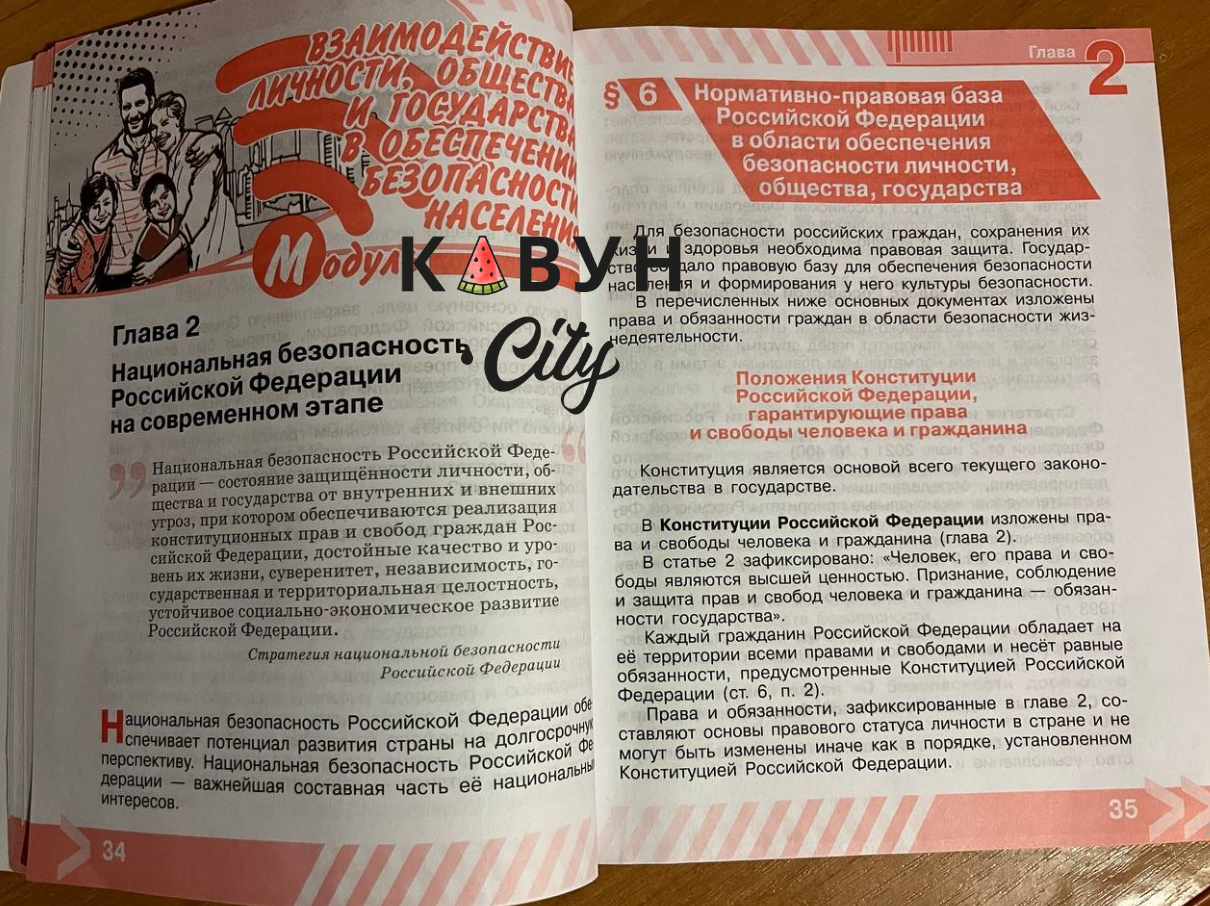 ВЗАИМОДЕЙСТВИЕ
ЛИЧНОСТИ, ОБЩЕСТВА
И ГОСУДАРСТВА
В ОБЕСПЕЧЕНИИ
БЕЗОПАСНОСТИ
НАСЕЛЕНИЯ
Модуль
КАВУН
City
Глава 2
Национальная безопасность
Российской Федерации
на современном этапе
Национальная безопасность Российской Феде-
рации — состояние защищённости личности, об-
щества и государства от внутренних и внешних
угроз, при котором обеспечиваются реализация
конституционных прав и свобод граждан Рос-
сийской Федерации, достойные качество и уро-
вень их жизни, суверенитет, независимость, го-
сударственная и территориальная целостность,
устойчивое социально-экономическое развитие
Российской Федерации.
Стратегия национальной безопасности
Российской Федерации
Национальная безопасность Российской Федерации обе-
спечивает потенциал развития страны на долгосрочную
перспективу. Национальная безопасность Российской Фе-
дерации — важнейшая составная часть её национальных
интересов.
34
Глава 2
§ 6 Нормативно-правовая база
Российской Федерации
в области обеспечения
безопасности личности,
общества, государства
Для безопасности российских граждан, сохранения их
жизни и здоровья необходима правовая защита. Государ-
ство создало правовую базу для обеспечения безопасности
населения и формирования у него культуры безопасности.
В перечисленных ниже основных документах изложены
права и обязанности граждан в области безопасности жиз-
недеятельности.
Положения Конституции
Российской Федерации,
гарантирующие права
и свободы человека и гражданина
Конституция является основой всего текущего законо-
дательства в государстве.
В Конституции Российской Федерации изложены пра-
ва и свободы человека и гражданина (глава 2).
В статье 2 зафиксировано: «Человек, его права и сво-
боды являются высшей ценностью. Признание, соблюдение
и защита прав и свобод человека и гражданина — обязан-
ности государства».
Каждый гражданин Российской Федерации обладает на
её территории всеми правами и свободами и несёт равные
обязанности, предусмотренные Конституцией Российской
Федерации (ст. 6, п. 2).
Права и обязанности, зафиксированные в главе 2, со-
ставляют основы правового статуса личности в стране и не
могут быть изменены иначе как в порядке, установленном
Конституцией Российской Федерации.
35